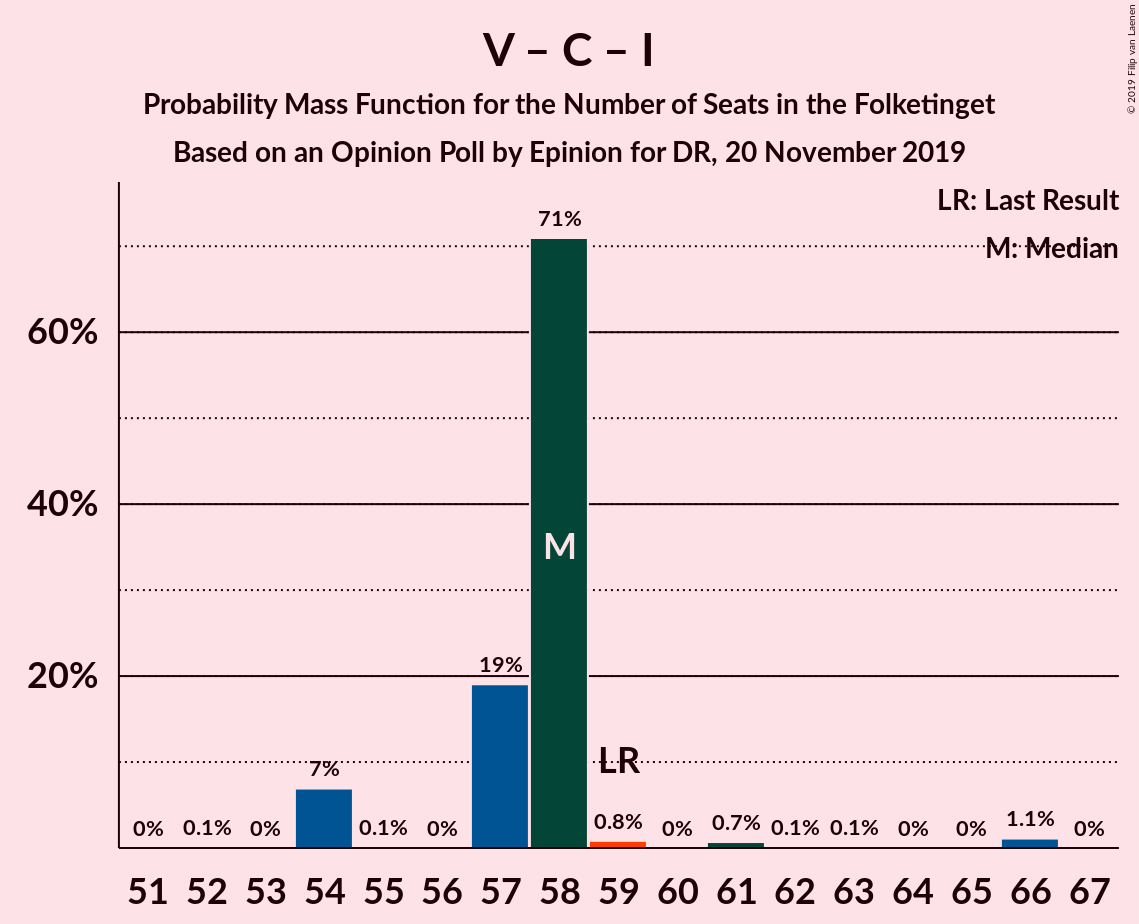 V – C – I
Probability Mass Function for the Number of Seats in the Folketinget
Based on an Opinion Poll by Epinion for DR, 20 November 2019
© 2019 Filip van Laenen
LR: Last Result
M: Median
71%
60%
40%
M
20%
19%
LR
7%
0% 0.1% 0% 0.1% 0% 0.8% 0% 0.7% 0.1% 0.1% 0% 0% 1.1% 0%
51 52 53 54 55 56 57 58 59 60 61 62 63 64 65 66 67